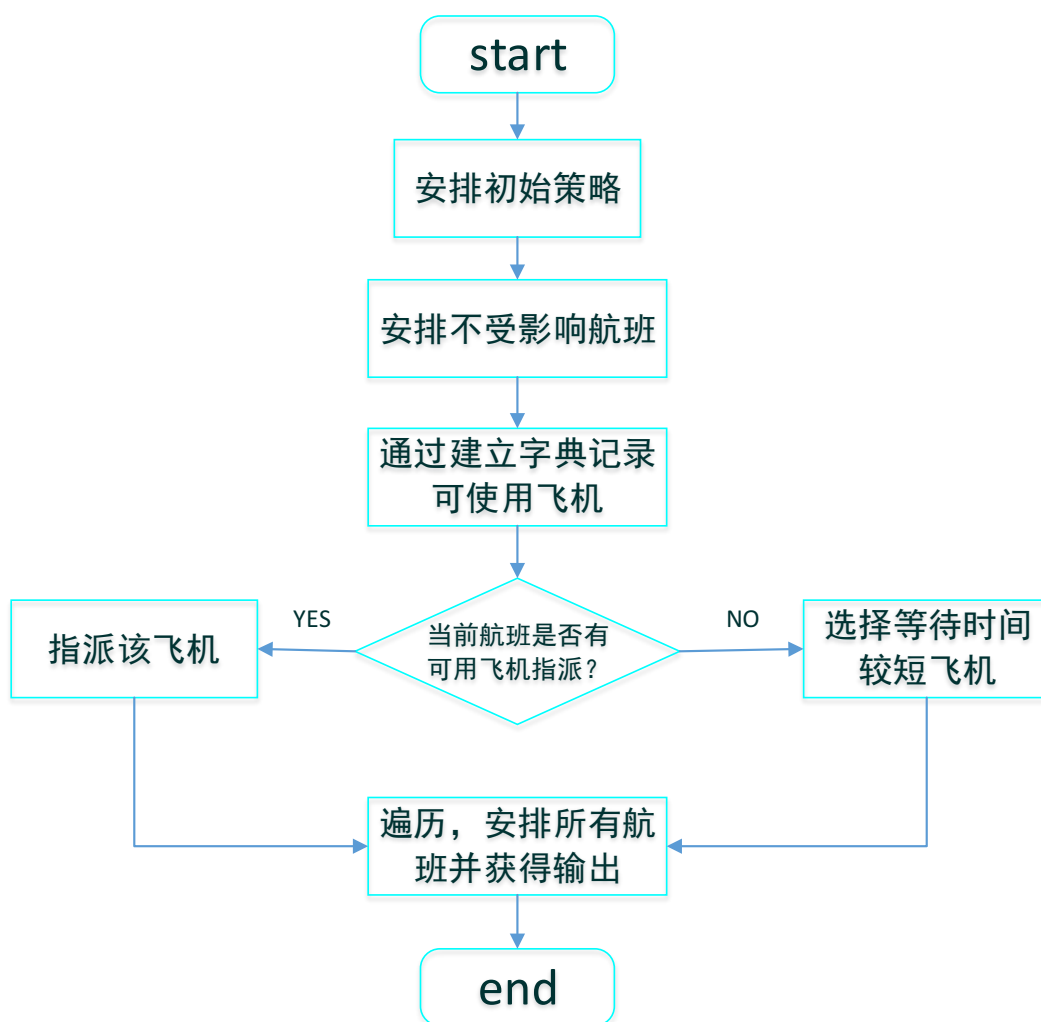 start
安排初始策略
安排不受影响航班
通过建立字典记录
可使用飞机
YES
NO
指派该飞机
当前航班是否有
可用飞机指派？
选择等待时间
较短飞机
遍历，安排所有航
班并获得输出
end